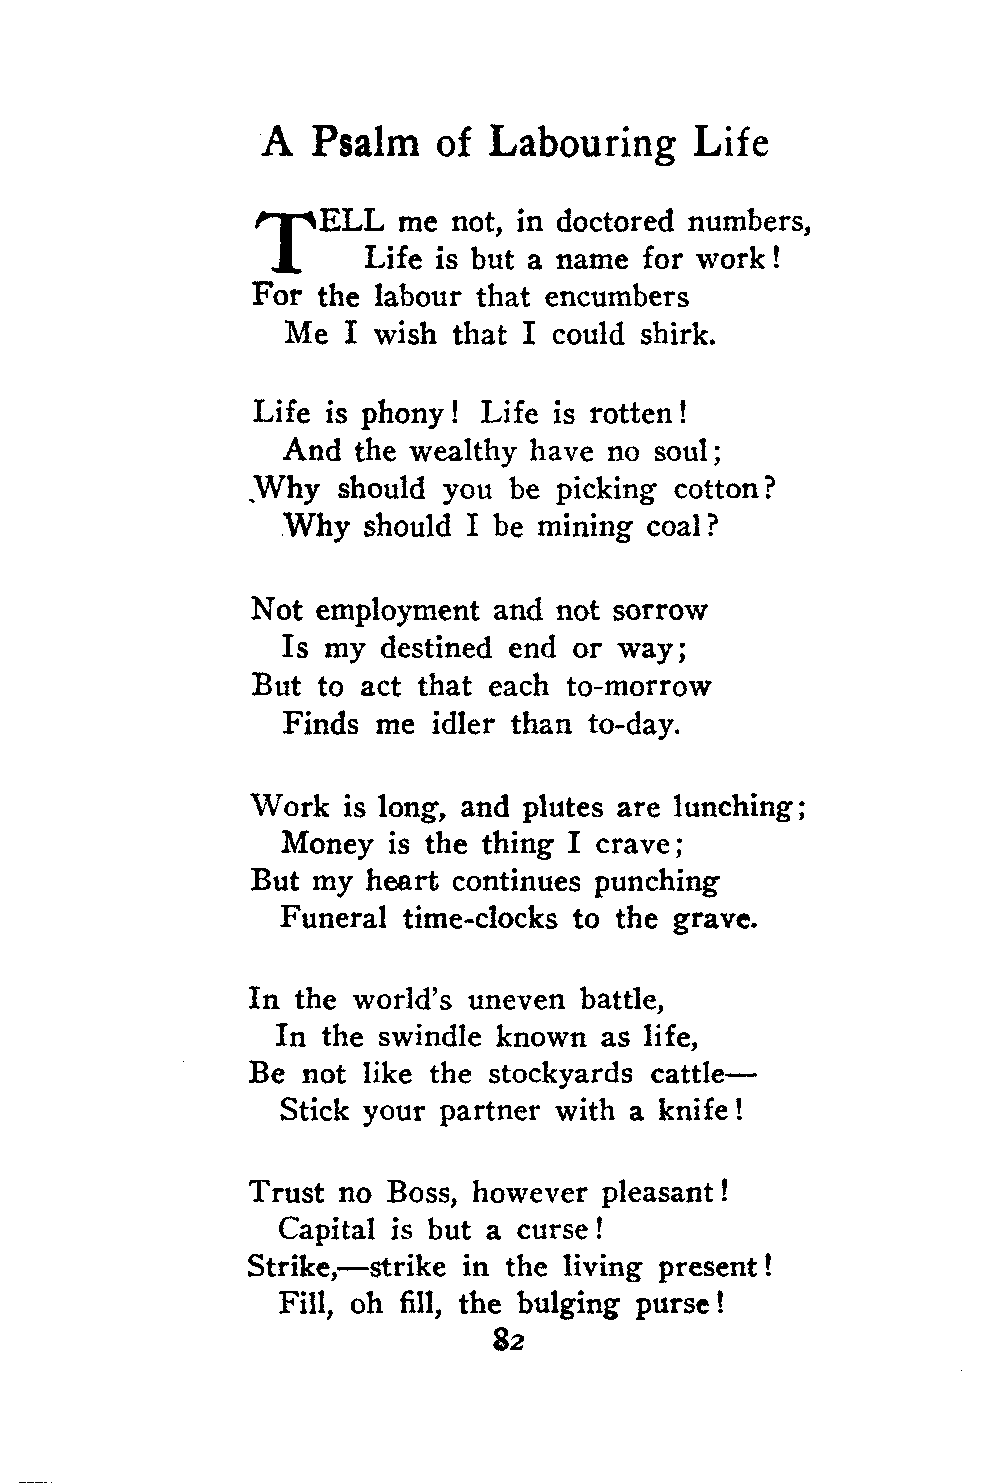 A Psalm of Labouring Life
TELL me not, in doctored numbers,
Life is but a name for work!
For the labour that encumbers
Me I wish that I could shirk.
Life is phony! Life is rotten!
And the wealthy have no soul;
Why should you be picking cotton?
Why should I be mining coal?
Not employment and not sorrow
Is my destined end or way;
But to act that each to-morrow
Finds me idler than to-day.
Work is long, and plutes are lunching;
Money is the thing I crave;
But my heart continues punching
Funeral time-clocks to the grave.
In the world's uneven battle,
In the swindle known as life,
Be not like the stockyards cattle—
Stick your partner with a knife!
Trust no Boss, however pleasant!
Capital is but a curse!
Strike,—strike in the living present!
Fill, oh fill, the bulging purse!
82